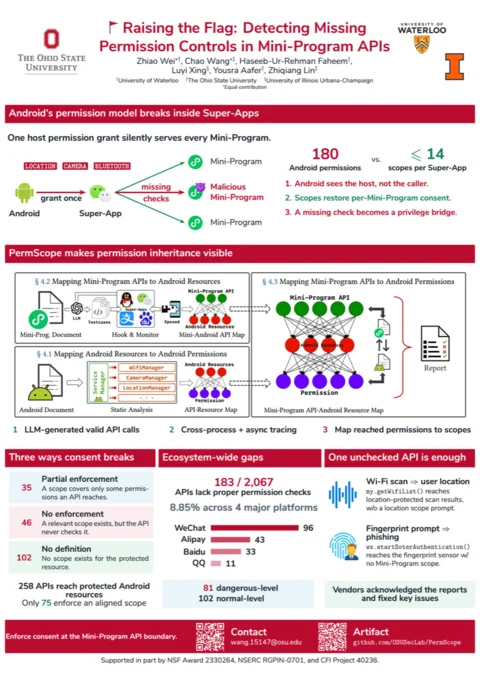 THE OHIO STATE
UNIVERSITY
Raising the Flag: Detecting Missing
Permission Controls in Mini-Program APIs
Zhiao Wei*†, Chao Wang*‡, Haseeb-Ur-Rehman Faheem†,
Luyi Xing§, Yousra Aafer†, Zhiqiang Lin‡
†University of Waterloo ‡The Ohio State University §University of Illinois Urbana-Champaign
*Equal contribution
UNIVERSITY OF
WATERLOO
Android's permission model breaks inside Super-Apps
One host permission grant silently serves every Mini-Program.
LOCATION CAMERA BLUETOOTH
grant once
missing
checks
Android
Super-App
Mini-Program
Malicious
Mini-Program
Mini-Program
180
Android permissions
vs.
⩽ 14
scopes per Super-App
1. Android sees the host, not the caller.
2. Scopes restore per-Mini-Program consent.
3. A missing check becomes a privilege bridge.
PermScope makes permission inheritance visible
§ 4.2 Mapping Mini-Program APIs to Android Resources
Mini-Prog. Document
LLM
Testcases
Super-apps
Hook & Monitor
Xposed
Mini-Program API
Android Resources
Mini-Android API Map
§ 4.1 Mapping Android Resources to Android Permissions
Android Document
Service
Manager
WifiManager
CameraManager
LocationManager
. . .
Static Analysis
Android Resources
Permission
API-Resource Map
§ 4.3 Mapping Mini-Program APIs to Android Permissions
Mini-Program API
Android Resources
Permission
Mini-Program API-Android Resource Map
Report
1 LLM-generated valid API calls
2 Cross-process + async tracing
3 Map reached permissions to scopes
Three ways consent breaks
35
Partial enforcement
A scope covers only some permis-
sions an API reaches.
46
No enforcement
A relevant scope exists, but the API
never checks it.
102
No definition
No scope exists for the protected
resource.
258 APIs reach protected Android
resources
Only 75 enforce an aligned scope
Ecosystem-wide gaps
183 / 2,067
APIs lack proper permission checks
8.85% across 4 major platforms
WeChat 96
Alipay 43
Baidu 33
QQ 11
81 dangerous-level
102 normal-level
One unchecked API is enough
Wi-Fi scan ⇒ user location
my.getWifiList() reaches
location-protected scan results,
w/o a location scope prompt.
Fingerprint prompt ⇒
phishing
wx.startSoterAuthentication()
reaches the fingerprint sensor w/
no Mini-Program scope.
Vendors acknowledged the reports
and fixed key issues
Enforce consent at the Mini-Program API boundary.
Contact
wang.15147@osu.edu
Artifact
github.com/OSUSecLab/PermScope
Supported in part by NSF Award 2330264, NSERC RGPIN-0701, and CFI Project 40236.